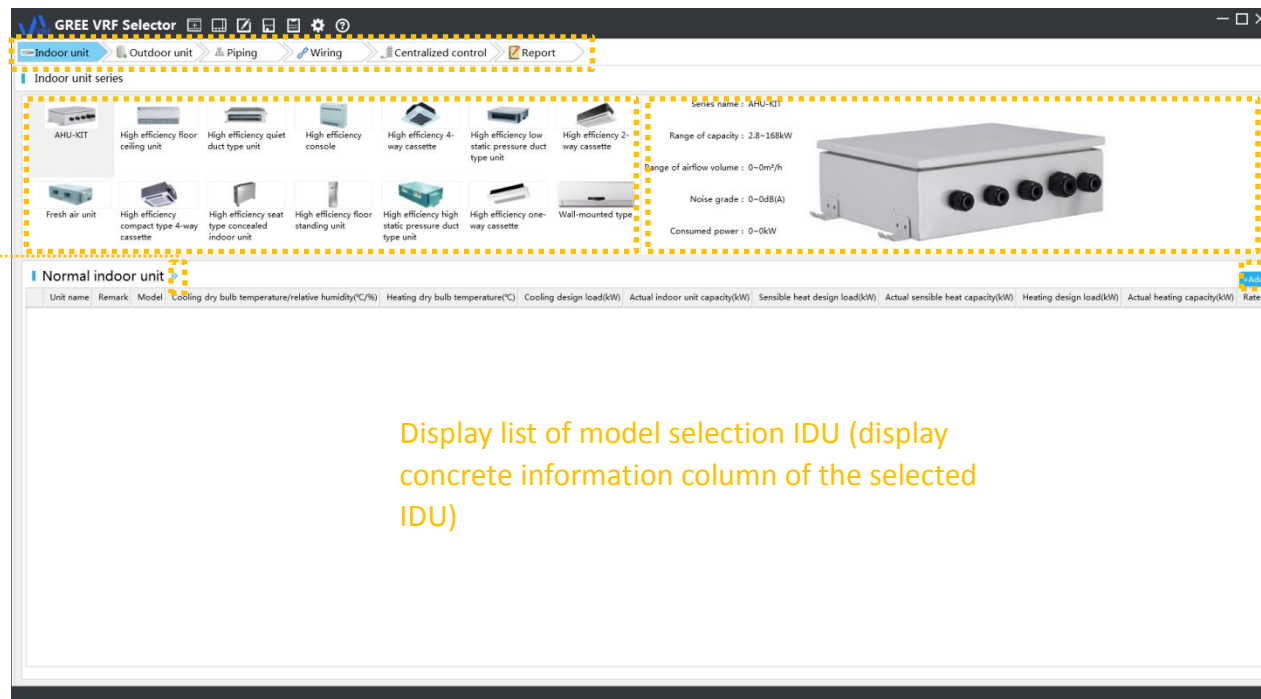 GREE VRF Selector
Indoor unit Outdoor unit Piping Wiring Centralized control Report
Indoor unit series
AHU-KIT
High efficiency floor
ceiling unit
High efficiency quiet
duct type unit
High efficiency
console
High efficiency 4-
way cassette
High efficiency low
static pressure duct
type unit
High efficiency 2-
way cassette
Fresh air unit
High efficiency
compact type 4-way
cassette
High efficiency seat
type concealed
indoor unit
High efficiency floor
standing unit
High efficiency high
static pressure duct
type unit
High efficiency one-
way cassette
Wall-mounted type
Series name : AHU-KIT
Range of capacity : 2.8~168kW
Range of airflow volume : 0~0m³/h
Noise grade : 0~0dB(A)
Consumed power : 0~0kW
Normal indoor unit »
+Add
Unit name Remark Model Cooling dry bulb temperature/relative humidity(℃/%) Heating dry bulb temperature(℃) Cooling design load(kW) Actual indoor unit capacity(kW) Sensible heat design load(kW) Actual sensible heat capacity(kW) Heating design load(kW) Actual heating capacity(kW) Rate
Display list of model selection IDU (display
concrete information column of the selected
IDU)